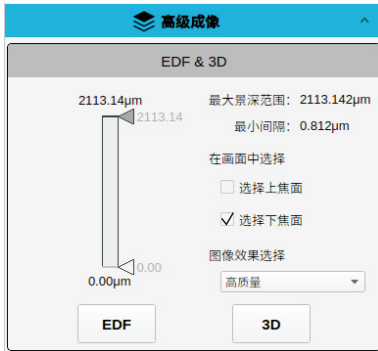 高级成像
EDF & 3D
2113.14μm
2113.14
最大景深范围： 2113.142μm
最小间隔： 0.812μm
在画面中选择
选择上焦面
选择下焦面
0.00
0.00μm
图像效果选择
高质量
EDF
3D